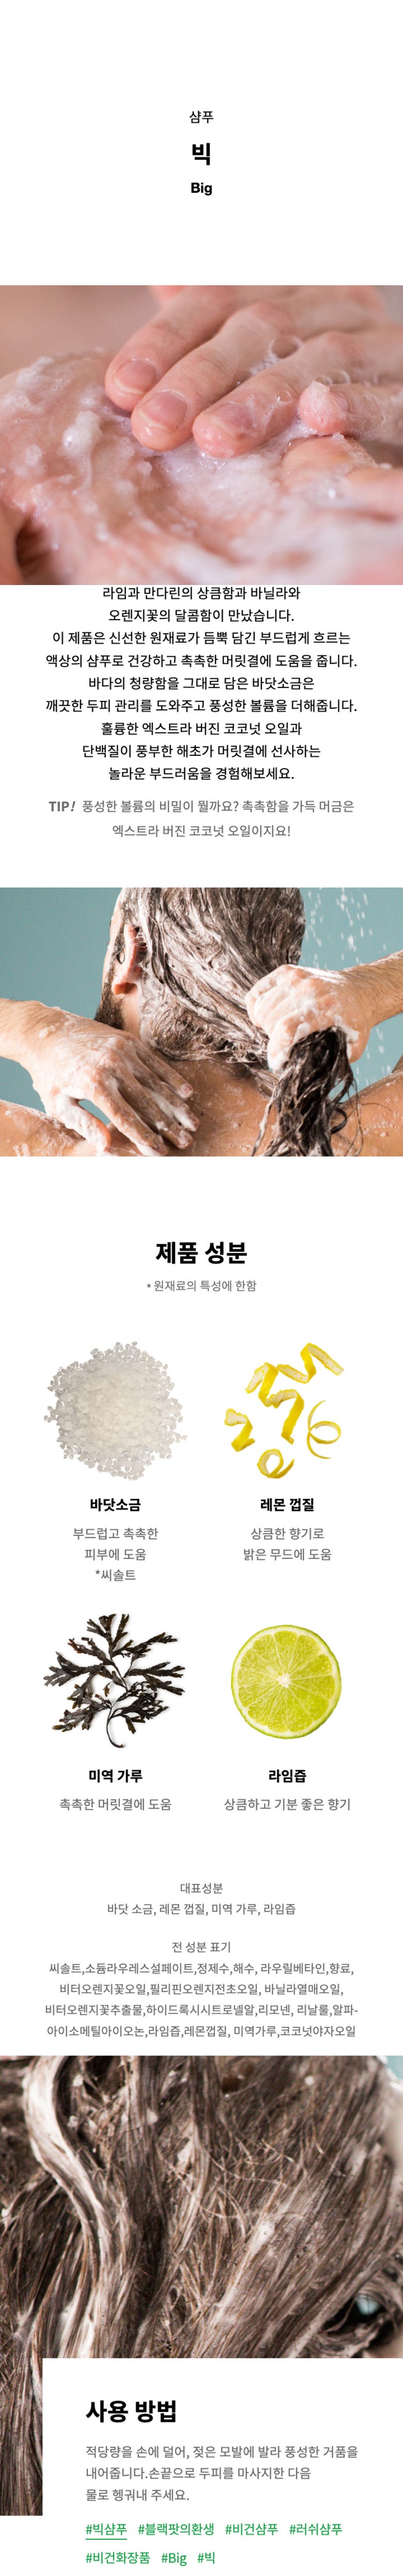 샴푸
빅
Big
라임과 만다린의 상큼함과 바닐라와
오렌지꽃의 달콤함이 만났습니다.
이 제품은 신선한 원재료가 듬뿍 담긴 부드럽게 흐르는
액상의 샴푸로 건강하고 촉촉한 머릿결에 도움을 줍니다.
바다의 청량함을 그대로 담은 바닷소금은
깨끗한 두피 관리를 도와주고 풍성한 볼륨을 더해줍니다.
훌륭한 엑스트라 버진 코코넛 오일과
단백질이 풍부한 해초가 머릿결에 선사하는
놀라운 부드러움을 경험해보세요.
TIP! 풍성한 볼륨의 비밀이 뭘까요? 촉촉함을 가득 머금은
엑스트라 버진 코코넛 오일이지요!
제품 성분
* 원재료의 특성에 한함
바닷소금
부드럽고 촉촉한
피부에 도움
*씨솔트
레몬 껍질
상큼한 향기로
밝은 무드에 도움
미역 가루
촉촉한 머릿결에 도움
라임즙
상큼하고 기분 좋은 향기
대표성분
바닷 소금, 레몬 껍질, 미역 가루, 라임즙
전 성분 표기
씨솔트,소듐라우레스설페이트,정제수,해수, 라우릴베타인,향료,
비터오렌지꽃오일,필리핀오렌지전초오일, 바닐라열매오일,
비터오렌지꽃추출물,하이드록시시트로넬알,리모넨, 리날룰,알파-
아이소메틸아이오논,라임즙,레몬껍질, 미역가루,코코넛야자오일
사용 방법
적당량을 손에 덜어, 젖은 모발에 발라 풍성한 거품을
내어줍니다.손끝으로 두피를 마사지한 다음
물로 헹궈내 주세요.
#빅샴푸 #블랙팟의환생 #비건샴푸 #러쉬샴푸
#비건화장품 #Big #빅